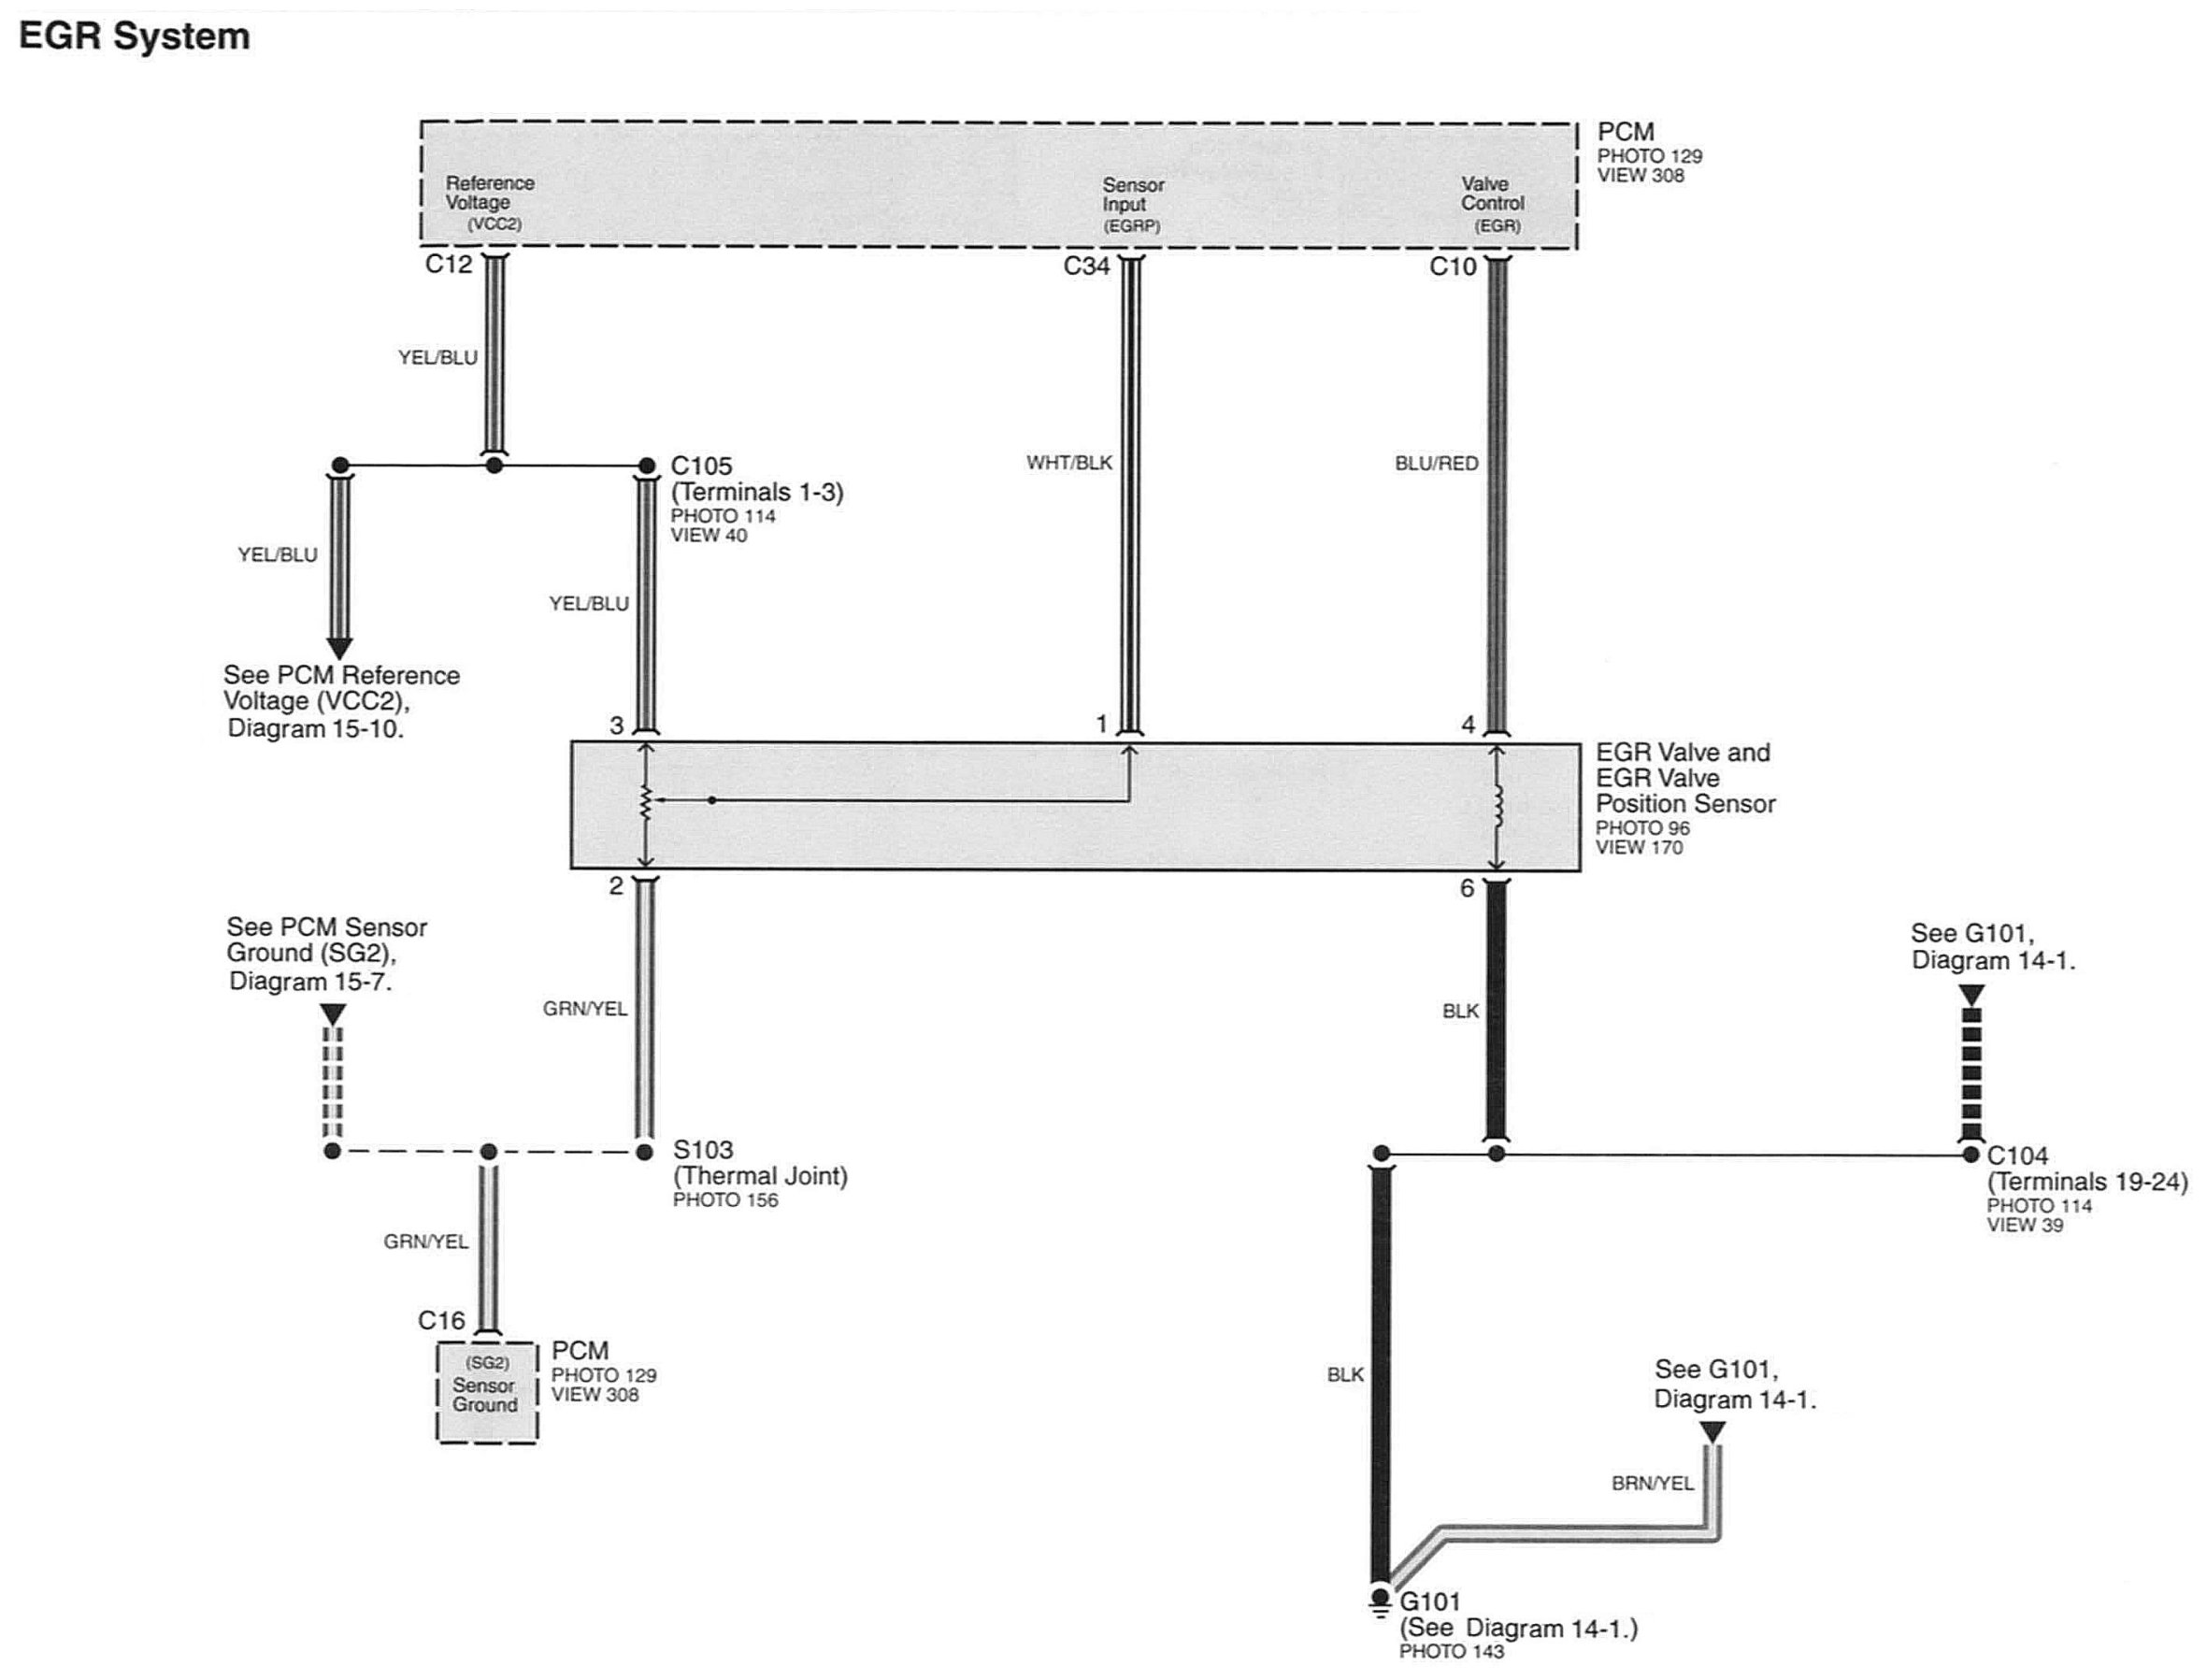 EGR System
PCM
PHOTO 129
VIEW 308
Reference
Voltage
(VCC2)
Sensor
Input
(EGRP)
Valve
Control
(EGR)
C12
C34
C10
YEL/BLU
WHT/BLK
BLU/RED
C105
(Terminals 1-3)
PHOTO 114
VIEW 40
YEL/BLU
YEL/BLU
See PCM Reference
Voltage (VCC2),
Diagram 15-10.
3
1
4
EGR Valve and
EGR Valve
Position Sensor
PHOTO 96
VIEW 170
2
6
See PCM Sensor
Ground (SG2),
Diagram 15-7.
GRN/YEL
BLK
See G101,
Diagram 14-1.
S103
(Thermal Joint)
PHOTO 156
C104
(Terminals 19-24)
PHOTO 114
VIEW 39
GRN/YEL
C16
(SG2)
Sensor
Ground
PCM
PHOTO 129
VIEW 308
BLK
See G101,
Diagram 14-1.
BRN/YEL
G101
(See Diagram 14-1.)
PHOTO 143